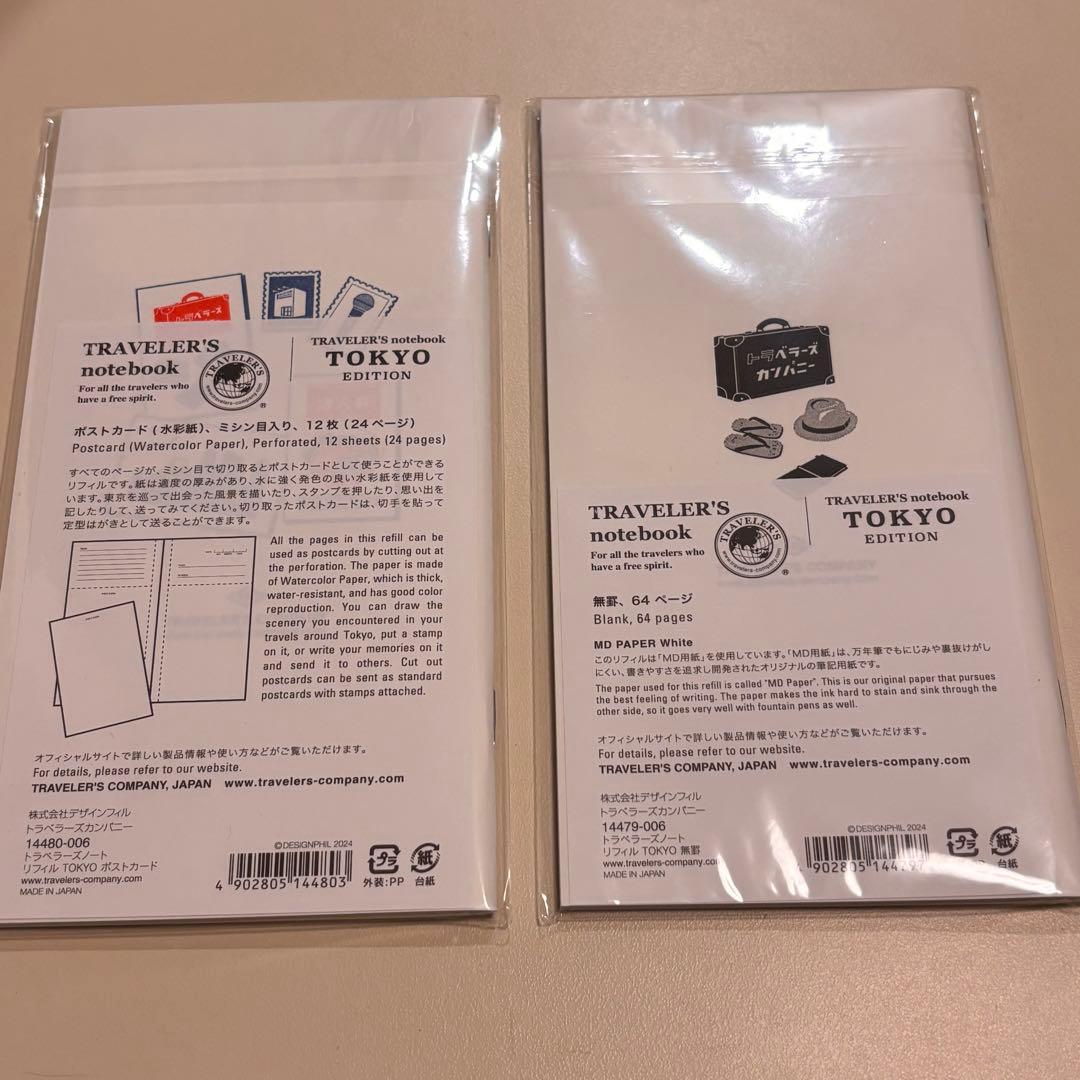 トラベラーズ
TRAVELER'S
notebook
For all the travelers who
have a free spirit.
TRAVELER'S
www.travelers-company.com
®
TRAVELER'S notebook
TOKYO
EDITION
ポストカード(水彩紙)、ミシン目入り、12枚(24ページ)
Postcard (Watercolor Paper), Perforated, 12 sheets (24 pages)
すべてのページが、ミシン目で切り取るとポストカードとして使うことができる
リフィルです。紙は適度の厚みがあり、水に強く発色の良い水彩紙を使用して
います。東京を巡って出会った風景を描いたり、スタンプを押したり、思い出を
記したりして、送ってみてください。切り取ったポストカードは、切手を貼って
定型はがきとして送ることができます。
All the pages in this refill can be
used as postcards by cutting out at
the perforation. The paper is made
of Watercolor Paper, which is thick,
water-resistant, and has good color
reproduction. You can draw the
scenery you encountered in your
travels around Tokyo, put a stamp
on it, or write your memories on it
and send it to others. Cut out
postcards can be sent as standard
postcards with stamps attached.
オフィシャルサイトで詳しい製品情報や使い方などがご覧いただけます。
For details, please refer to our website.
TRAVELER'S COMPANY, JAPAN www.travelers-company.com
株式会社デザインフィル
トラベラーズカンパニー
14480-006
トラベラーズノート
リフィル TOKYO ポストカード
www.travelers-company.com
MADE IN JAPAN
©DESIGNPHIL 2024
4 902805 144803
プラ
外装:PP
紙
台紙
トラベラーズ
カンパニー
TRAVELER'S
notebook
For all the travelers who
have a free spirit.
TRAVELER'S
www.travelers-company.com
®
TRAVELER'S notebook
TOKYO
EDITION
無罫、64 ページ
Blank, 64 pages
MD PAPER White
このリフィルは「MD用紙」を使用しています。「MD用紙」は、万年筆でもにじみや裏抜けがし
にくい、書きやすさを追求し開発されたオリジナルの筆記用紙です。
The paper used for this refill is called "MD Paper". This is our original paper that pursues
the best feeling of writing. The paper makes the ink hard to stain and sink through the
other side, so it goes very well with fountain pens as well.
オフィシャルサイトで詳しい製品情報や使い方などがご覧いただけます。
For details, please refer to our website.
TRAVELER'S COMPANY, JAPAN www.travelers-company.com
株式会社デザインフィル
トラベラーズカンパニー
14479-006
トラベラーズノート
リフィル TOKYO 無罫
www.travelers-company.com
MADE IN JAPAN
©DESIGNPHIL 2024
4 902805
プラ
紙
台紙